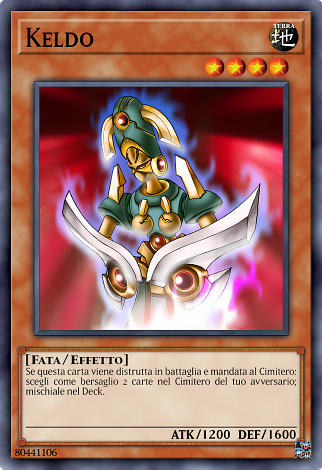 Keldo
TERRA
地
[Fata/Effetto]
Se questa carta viene distrutta in battaglia e mandata al Cimitero:
scegli come bersaglio 2 carte nel Cimitero del tuo avversario;
mischiale nel Deck.
ATK/1200 DEF/1600
80441106